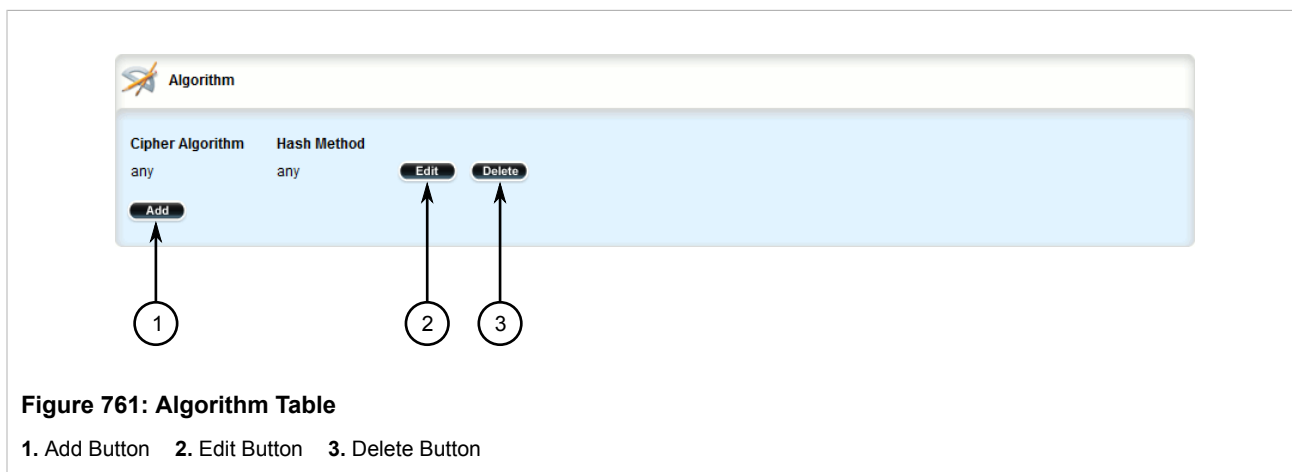 Algorithm
Cipher Algorithm Hash Method
any any Edit Delete
Add
1 2 3
Figure 761: Algorithm Table
1. Add Button 2. Edit Button 3. Delete Button